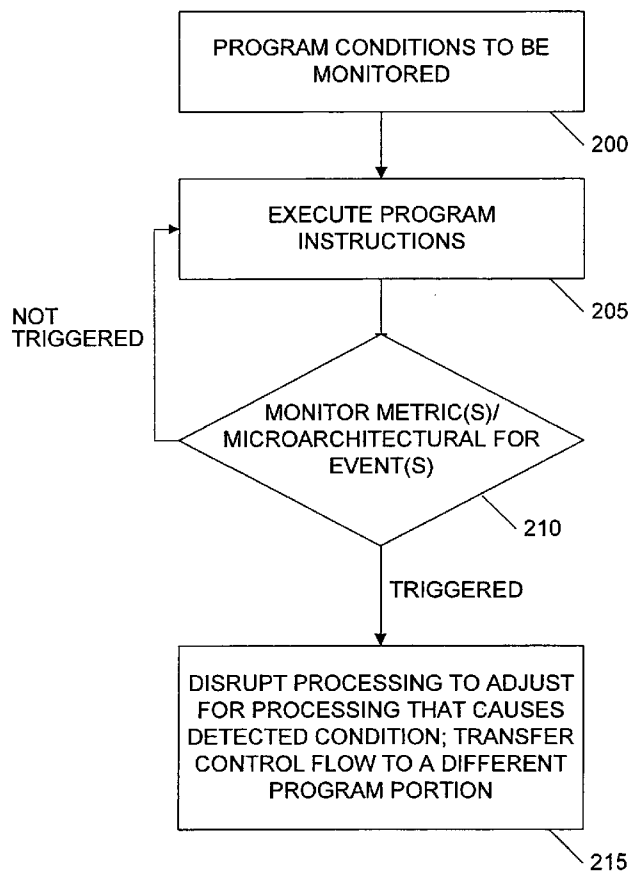 PROGRAM CONDITIONS TO BE
MONITORED
200
EXECUTE PROGRAM
INSTRUCTIONS
205
NOT
TRIGGERED
MONITOR METRIC(S)/
MICROARCHITECTURAL FOR
EVENT(S)
210
TRIGGERED
DISRUPT PROCESSING TO ADJUST
FOR PROCESSING THAT CAUSES
DETECTED CONDITION; TRANSFER
CONTROL FLOW TO A DIFFERENT
PROGRAM PORTION
215